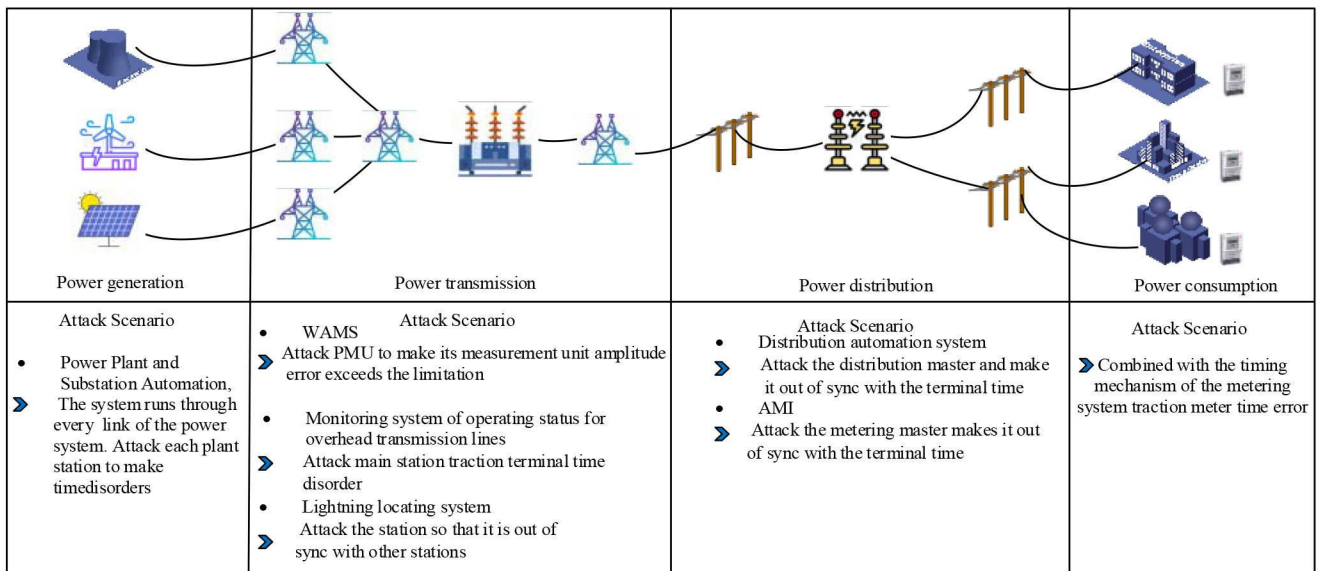 Power generation
Power transmission
Power distribution
Power consumption
Attack Scenario
• Power Plant and
Substation Automation,
The system runs through
every link of the power
system. Attack each plant
station to make
timedisorders
Attack Scenario
• WAMS
Attack PMU to make its measurement unit amplitude
error exceeds the limitation
• Monitoring system of operating status for
overhead transmission lines
Attack main station traction terminal time
disorder
• Lightning locating system
Attack the station so that it is out of
sync with other stations
Attack Scenario
• Distribution automation system
Attack the distribution master and make
it out of sync with the terminal time
• AMI
Attack the metering master makes it out
of sync with the terminal time
Attack Scenario
Combined with the timing
mechanism of the metering
system traction meter time error